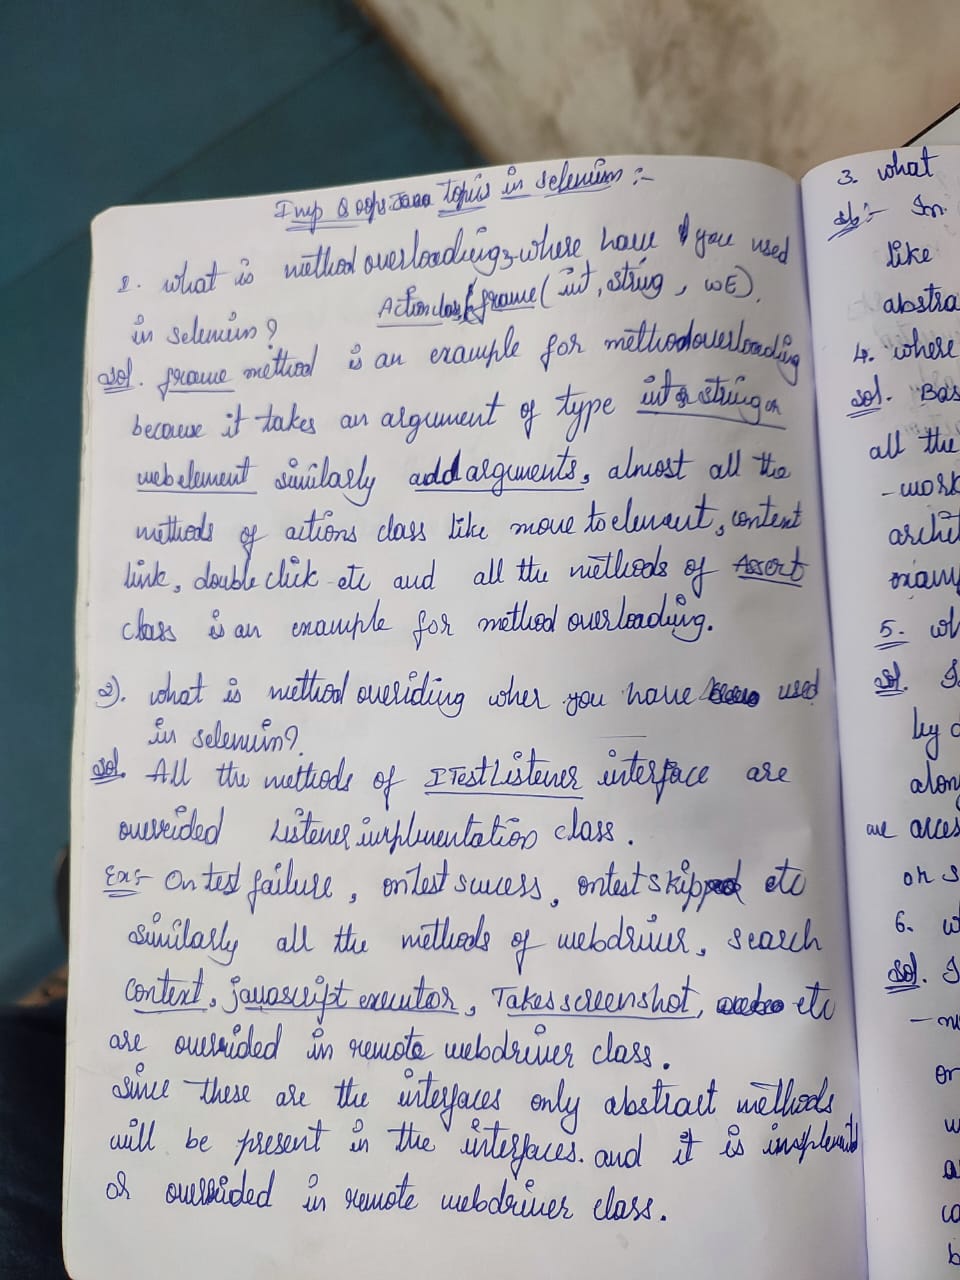 Imp Oops Java topics in selenium :-
1. what is method overloading, where have you used
Action class, frame (int, string, WE).
in selenium?
Sol. frame method is an example for method overloading
because it takes an argument of type int or string or
webelement similarly add arguments, almost all the
methods of actions class like move to element, context
link, double click etc and all the methods of Assert
class is an example for method overloading.
2). what is method overiding wher you have used
in selenium?
Sol. All the methods of ITestListener interface are
overrided Listener implementation class.
Ex:- On test failure, ontest success, ontest skipped etc
similarly all the methods of webdriver, search
context, javascript executor, Takes screenshot, etc
are overrided in remote webdriver class.
Since these are the interfaces only abstract methods
will be present in the interfaces. and it is implemented
or overrided in remote webdriver class.
3. what
Sol:- In
like
abstra
4. where
Sol. Bas
all the
-work
archit
examp
5. wh
Sol. I
by
alon
are acces
or s
6. w
Sol. I
or
w
a
co
b